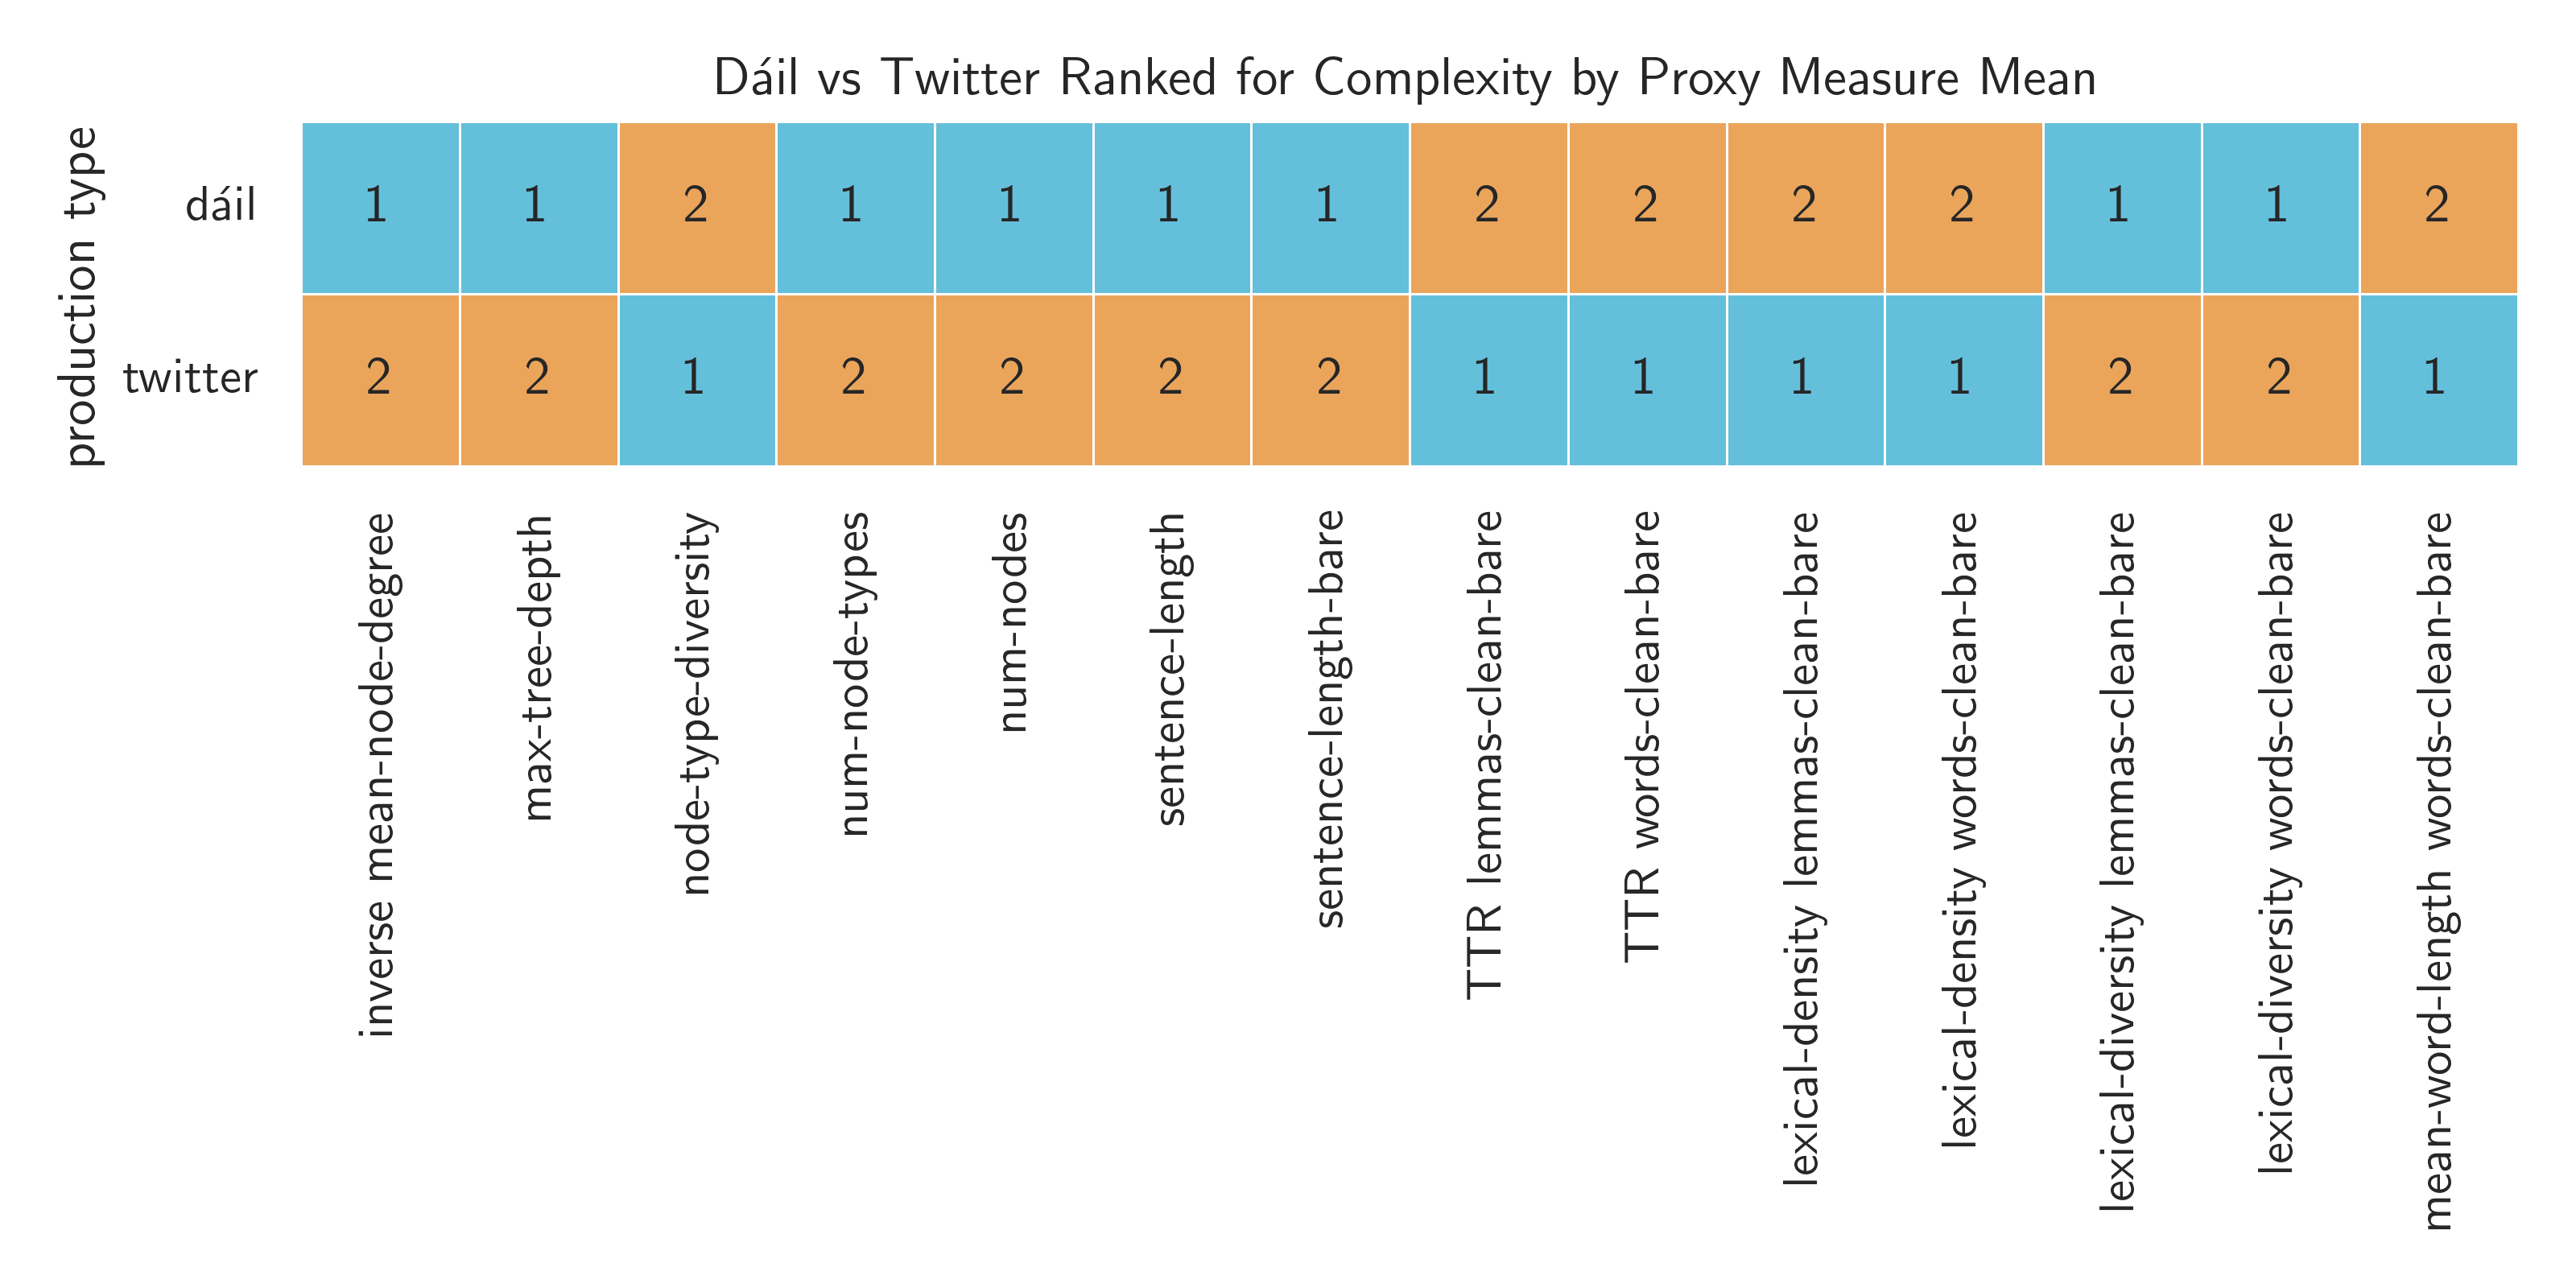 Dáil vs Twitter Ranked for Complexity by Proxy Measure Mean
production type
dáil
1 1 2 1 1 1 1 2 2 2 2 1 1 2
twitter
2 2 1 2 2 2 2 1 1 1 1 2 2 1
inverse mean-node-degree
max-tree-depth
node-type-diversity
num-node-types
num-nodes
sentence-length
sentence-length-bare
TTR lemmas-clean-bare
TTR words-clean-bare
lexical-density lemmas-clean-bare
lexical-density words-clean-bare
lexical-diversity lemmas-clean-bare
lexical-diversity words-clean-bare
mean-word-length words-clean-bare